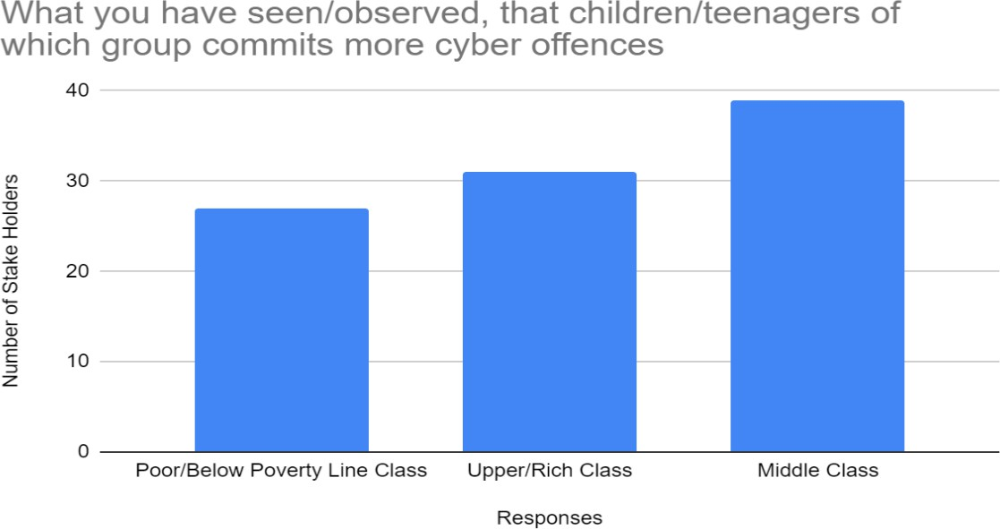 What you have seen/observed, that children/teenagers of
which group commits more cyber offences
40
30
20
10
0
Number of Stake Holders
Poor/Below Poverty Line Class
Upper/Rich Class
Middle Class
Responses